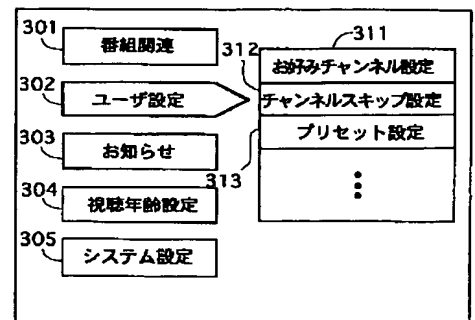 301
番組関連
302
ユーザ設定
303
お知らせ
304
視聴年齢設定
305
システム設定
311
お好みチャンネル設定
312
チャンネルスキップ設定
313
プリセット設定